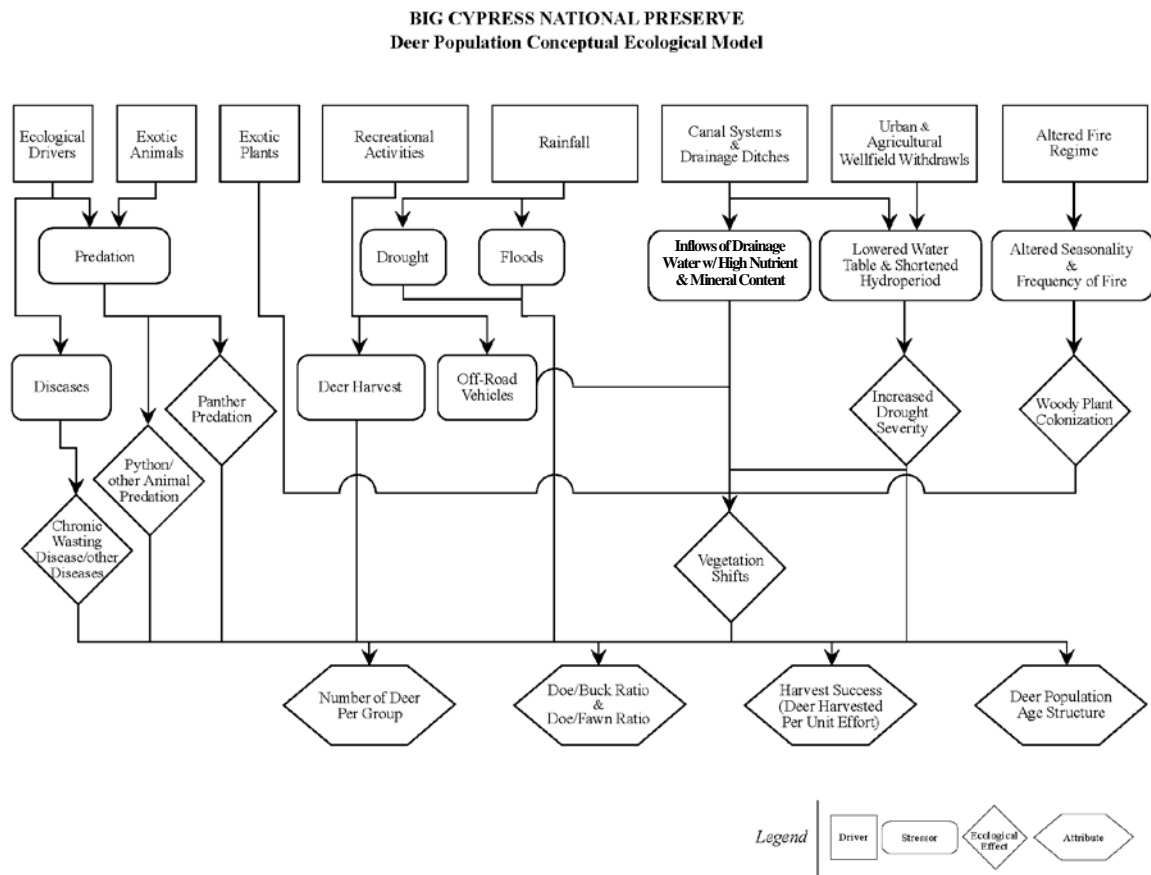 BIG CYPRESS NATIONAL PRESERVE
Deer Population Conceptual Ecological Model
Ecological
Drivers
Exotic
Animals
Exotic
Plants
Recreational
Activities
Rainfall
Canal Systems
&
Drainage Ditches
Urban &
Agricultural
Wellfield Withdrawls
Altered Fire
Regime
Predation
Drought
Floods
Inflows of Drainage
Water w/ High Nutrient
& Mineral Content
Lowered Water
Table & Shortened
Hydroperiod
Altered Seasonality
&
Frequency of Fire
Diseases
Panther
Predation
Deer Harvest
Off-Road
Vehicles
Increased
Drought
Severity
Woody Plant
Colonization
Python/
other Animal
Predation
Chronic
Wasting
Disease/other
Diseases
Vegetation
Shifts
Number of Deer
Per Group
Doe/Buck Ratio
&
Doe/Fawn Ratio
Harvest Success
(Deer Harvested
Per Unit Effort)
Deer Population
Age Structure
Legend
Driver
Stressor
Ecological
Effect
Attribute